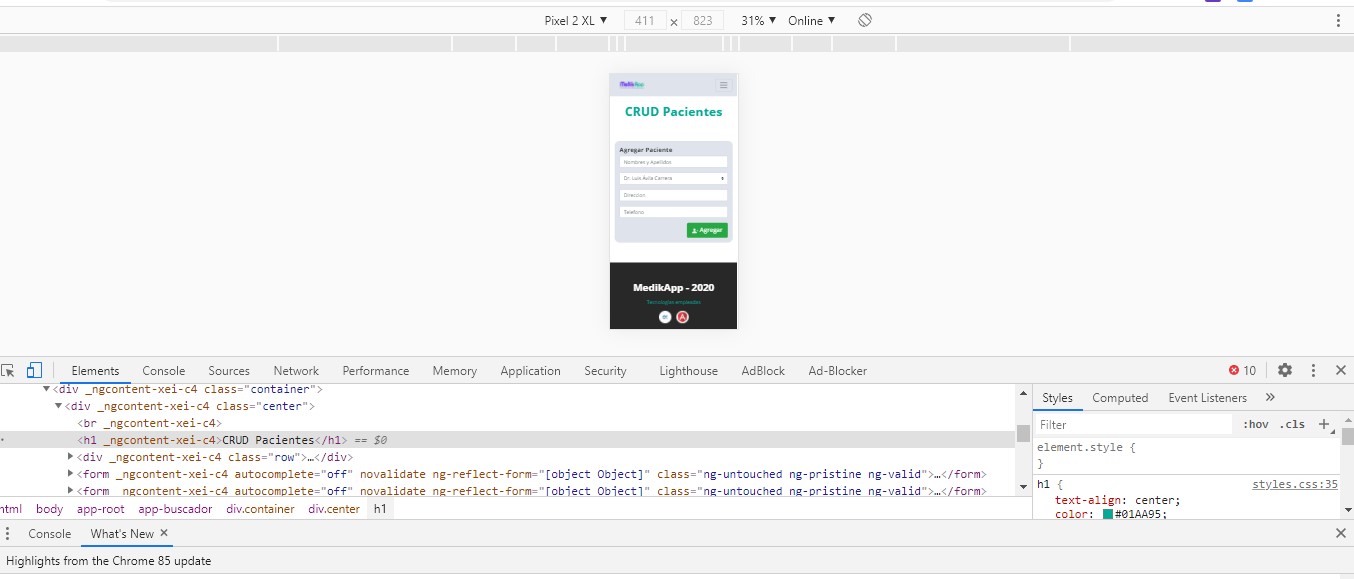 Pixel 2 XL ▼ 411 × 823 31% ▼ Online ▼
MedikApp
CRUD Pacientes
Agregar Paciente
Nombres y Apellidos
Dr. Luis Avila Carrera
Direccion
Telefono
Agregar
MedikApp - 2020
Tecnologias empleadas
Elements Console Sources Network Performance Memory Application Security Lighthouse AdBlock Ad-Blocker 10
▼<div _ngcontent-xei-c4 class="container">
▼<div _ngcontent-xei-c4 class="center">
<br _ngcontent-xei-c4>
<h1 _ngcontent-xei-c4>CRUD Pacientes</h1> == $0
▶<div _ngcontent-xei-c4 class="row">…</div>
▶<form _ngcontent-xei-c4 autocomplete="off" novalidate ng-reflect-form="[object Object]" class="ng-untouched ng-pristine ng-valid">…</form>
▶<form _ngcontent-xei-c4 autocomplete="off" novalidate ng-reflect-form="[object Object]" class="ng-untouched ng-pristine ng-valid">…</form>
html body app-root app-buscador div.container div.center h1
Styles Computed Event Listeners »
Filter :hov .cls +
element.style {
}
h1 { styles.css:35
text-align: center;
color: #01AA95;
Console What's New ×
Highlights from the Chrome 85 update